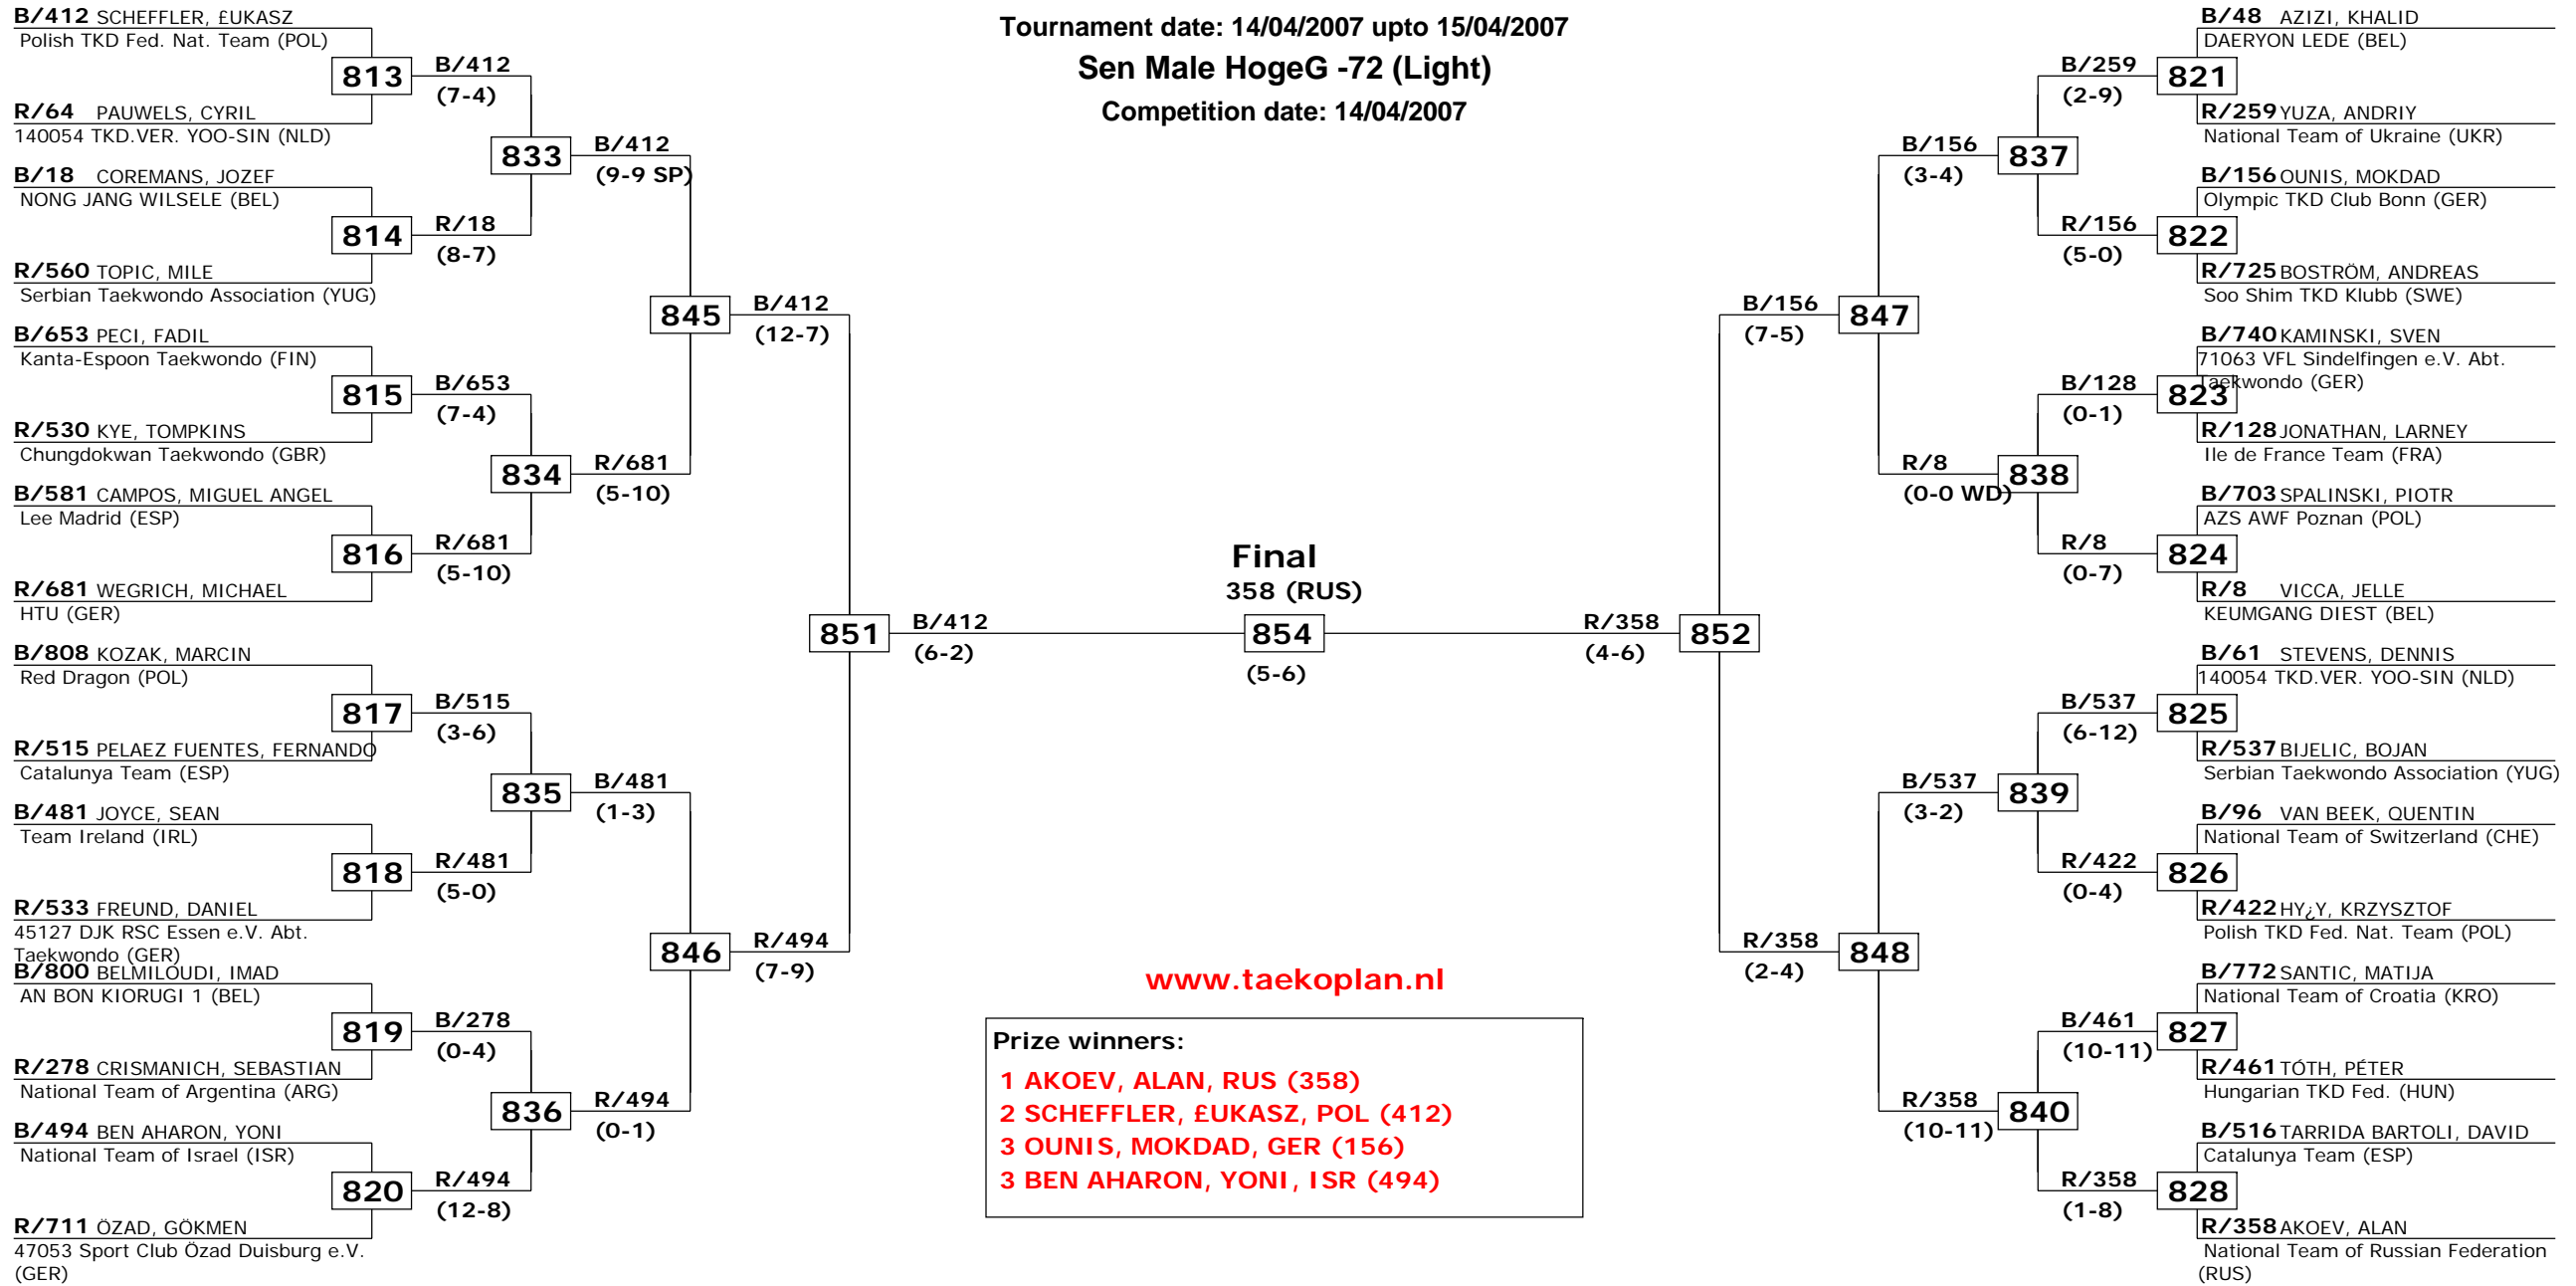 Tournament date: 14/04/2007 upto 15/04/2007
Sen Male HogeG -72 (Light)
Competition date: 14/04/2007
B/412 SCHEFFLER, £UKASZ
Polish TKD Fed. Nat. Team (POL)
813
B/412
(7-4)
R/64 PAUWELS, CYRIL
140054 TKD.VER. YOO-SIN (NLD)
833
B/412
(9-9 SP)
B/18 COREMANS, JOZEF
NONG JANG WILSELE (BEL)
814
R/18
(8-7)
R/560 TOPIC, MILE
Serbian Taekwondo Association (YUG)
845
B/412
(12-7)
B/653 PECI, FADIL
Kanta-Espoon Taekwondo (FIN)
815
B/653
(7-4)
R/530 KYE, TOMPKINS
Chungdokwan Taekwondo (GBR)
834
R/681
(5-10)
B/581 CAMPOS, MIGUEL ANGEL
Lee Madrid (ESP)
816
R/681
(5-10)
R/681 WEGRICH, MICHAEL
HTU (GER)
851
B/412
(6-2)
B/808 KOZAK, MARCIN
Red Dragon (POL)
817
B/515
(3-6)
R/515 PELAEZ FUENTES, FERNANDO
Catalunya Team (ESP)
835
B/481
(1-3)
B/481 JOYCE, SEAN
Team Ireland (IRL)
818
R/481
(5-0)
R/533 FREUND, DANIEL
45127 DJK RSC Essen e.V. Abt.
Taekwondo (GER)
846
R/494
(7-9)
B/800 BELMILOUDI, IMAD
AN BON KIORUGI 1 (BEL)
819
B/278
(0-4)
R/278 CRISMANICH, SEBASTIAN
National Team of Argentina (ARG)
836
R/494
(0-1)
B/494 BEN AHARON, YONI
National Team of Israel (ISR)
820
R/494
(12-8)
R/711 ÖZAD, GÖKMEN
47053 Sport Club Özad Duisburg e.V.
(GER)
Final
358 (RUS)
854
(5-6)
B/48 AZIZI, KHALID
DAERYON LEDE (BEL)
B/259
821
(2-9)
R/259 YUZA, ANDRIY
National Team of Ukraine (UKR)
B/156
837
(3-4)
B/156 OUNIS, MOKDAD
Olympic TKD Club Bonn (GER)
R/156
822
(5-0)
R/725 BOSTRÖM, ANDREAS
Soo Shim TKD Klubb (SWE)
B/156
847
(7-5)
B/740 KAMINSKI, SVEN
71063 VFL Sindelfingen e.V. Abt.
Taekwondo (GER)
B/128
823
(0-1)
R/128 JONATHAN, LARNEY
Ile de France Team (FRA)
R/8
838
(0-0 WD)
B/703 SPALINSKI, PIOTR
AZS AWF Poznan (POL)
R/8
824
(0-7)
R/8 VICCA, JELLE
KEUMGANG DIEST (BEL)
R/358
852
(4-6)
B/61 STEVENS, DENNIS
140054 TKD.VER. YOO-SIN (NLD)
B/537
825
(6-12)
R/537 BIJELIC, BOJAN
Serbian Taekwondo Association (YUG)
B/537
839
(3-2)
B/96 VAN BEEK, QUENTIN
National Team of Switzerland (CHE)
R/422
826
(0-4)
R/422 HY¿Y, KRZYSZTOF
Polish TKD Fed. Nat. Team (POL)
R/358
848
(2-4)
B/772 SANTIC, MATIJA
National Team of Croatia (KRO)
B/461
827
(10-11)
R/461 TÓTH, PÉTER
Hungarian TKD Fed. (HUN)
R/358
840
(10-11)
B/516 TARRIDA BARTOLI, DAVID
Catalunya Team (ESP)
R/358
828
(1-8)
R/358 AKOEV, ALAN
National Team of Russian Federation
(RUS)
www.taekoplan.nl
Prize winners:
1 AKOEV, ALAN, RUS (358)
2 SCHEFFLER, £UKASZ, POL (412)
3 OUNIS, MOKDAD, GER (156)
3 BEN AHARON, YONI, ISR (494)